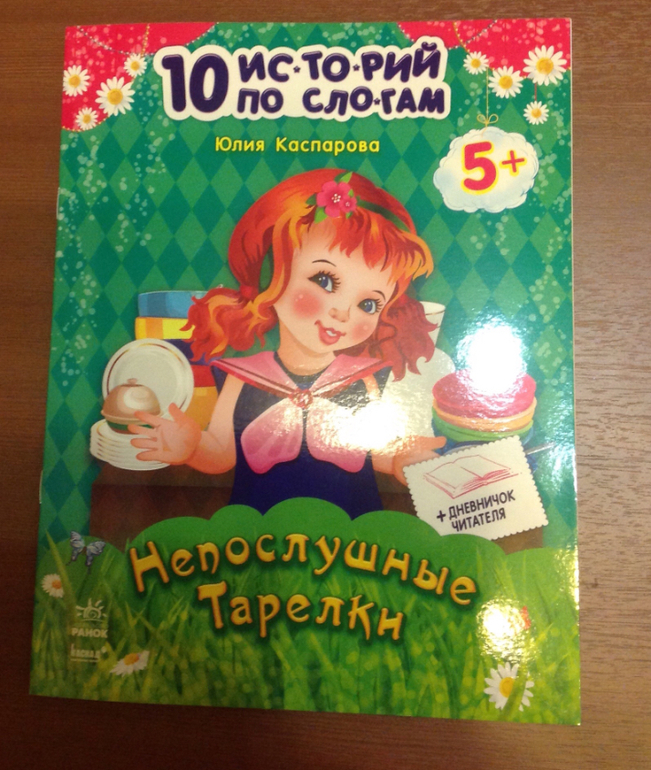 10 ИС★ТО★РИЙ
ПО СЛО★ГАМ
Юлия Каспарова
5+
+ ДНЕВНИЧОК
ЧИТАТЕЛЯ
Непослушные
Тарелки
РАНОК